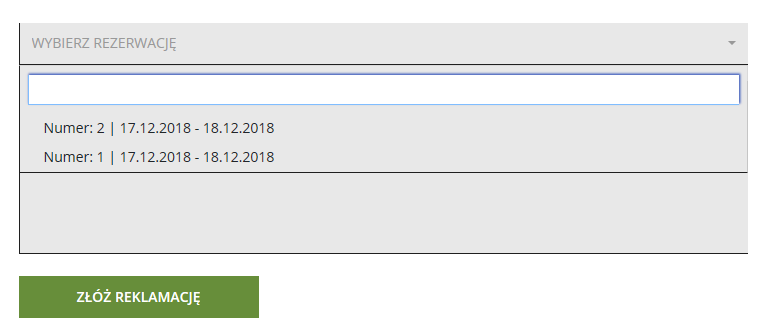 WYBIERZ REZERWACJĘ
Numer: 2 | 17.12.2018 - 18.12.2018
Numer: 1 | 17.12.2018 - 18.12.2018
ZŁÓŻ REKLAMACJĘ